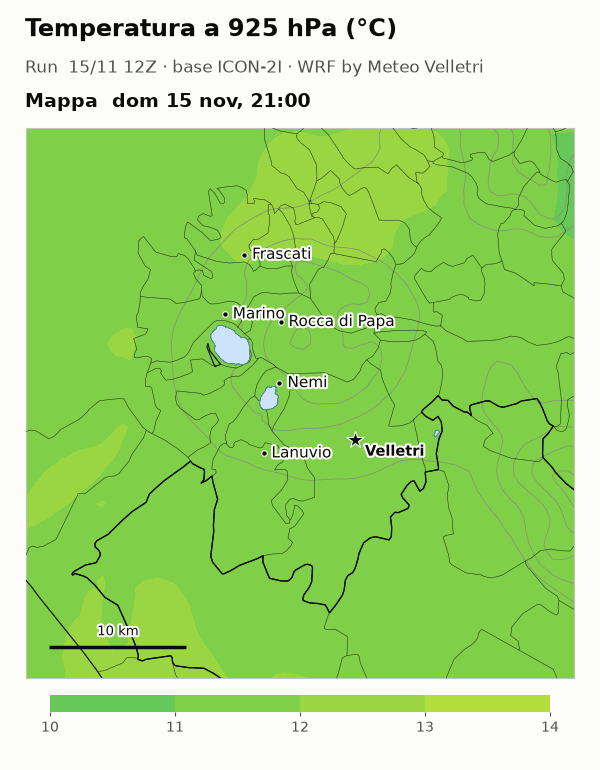 Temperatura a 925 hPa (°C)
Run  15/11 12Z · base ICON-2I · WRF by Meteo Velletri
Mappa  dom 15 nov, 21:00
Frascati
Marino
Rocca di Papa
Nemi
Velletri
Lanuvio
10 km
10 11 12 13 14